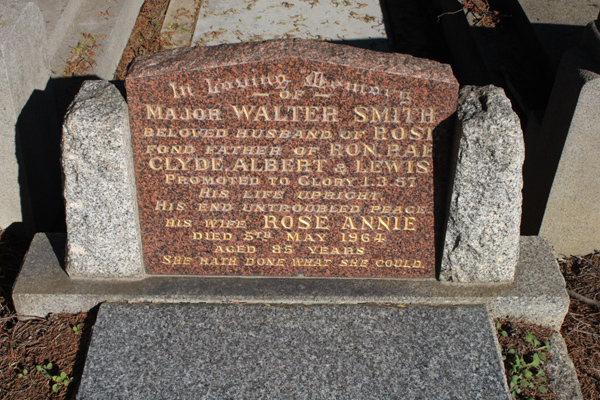 In Loving Memory
— OF —
MAJOR WALTER SMITH
BELOVED HUSBAND OF ROSE
FOND FATHER OF RON, RAE
CLYDE, ALBERT & LEWIS
PROMOTED TO GLORY 1.3.57
HIS LIFE UPRIGHT,
HIS END UNTROUBLED PEACE
HIS WIFE ROSE ANNIE
DIED 5TH MAY 1964
AGED 85 YEARS
SHE HATH DONE WHAT SHE COULD.